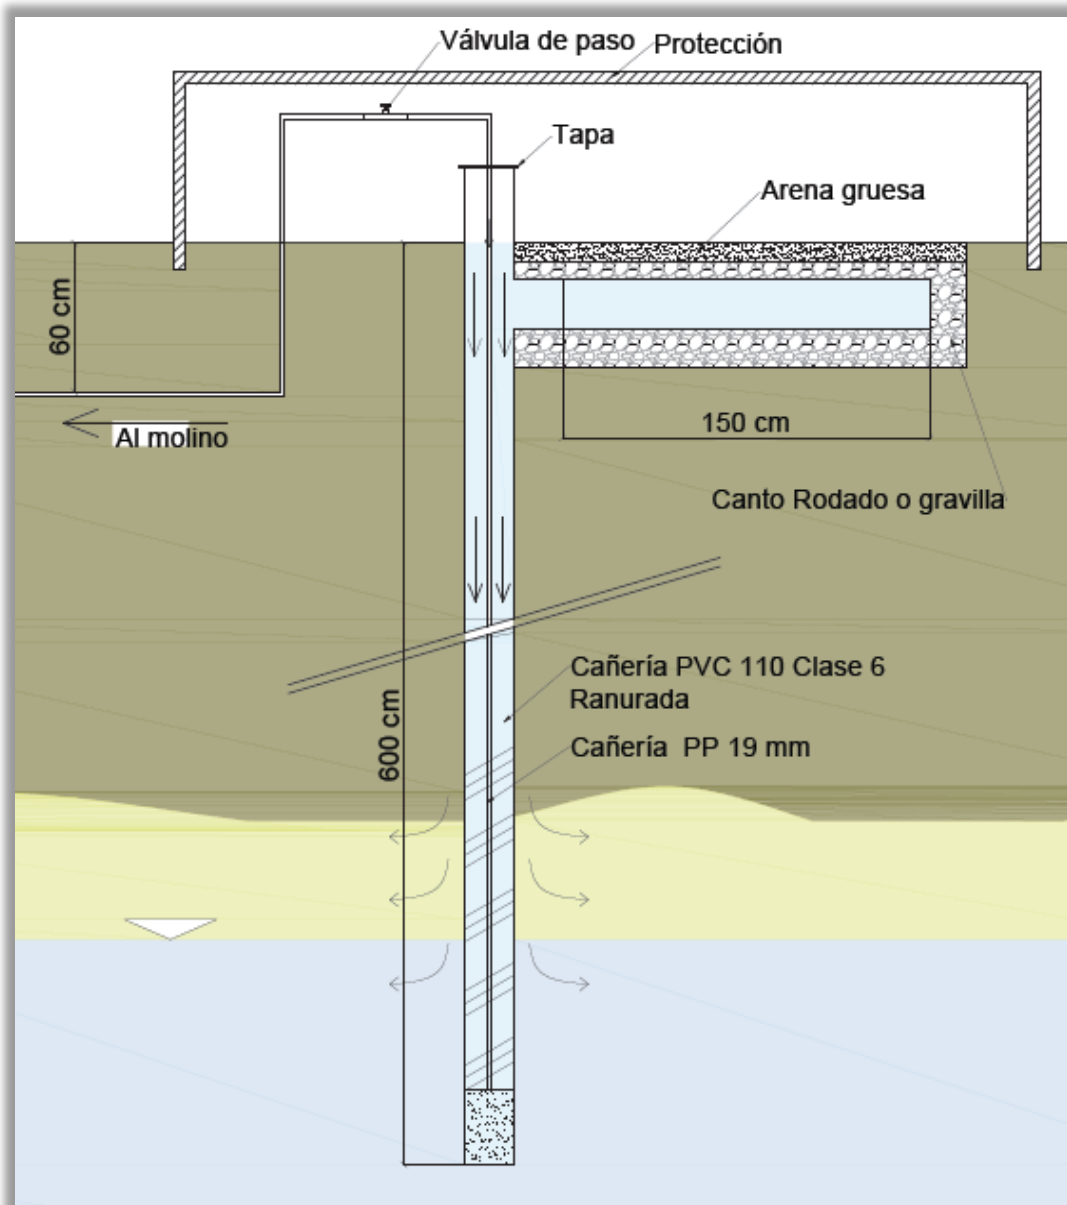 Válvula de paso
Protección
Tapa
Arena gruesa
60 cm
Al molino
150 cm
Canto Rodado o gravilla
600 cm
Cañería PVC 110 Clase 6
Ranurada
Cañería PP 19 mm